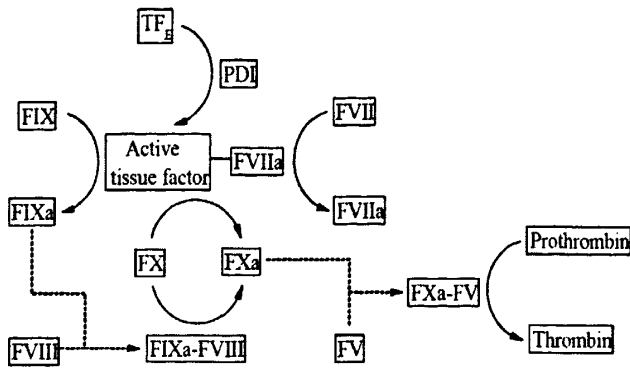 TF_E
PDI
FIX
FVII
Active
tissue factor
FVIIa
FIXa
FVIIa
FX
FXa
Prothrombin
FXa-FV
FVIII
FIXa-FVIII
FV
Thrombin